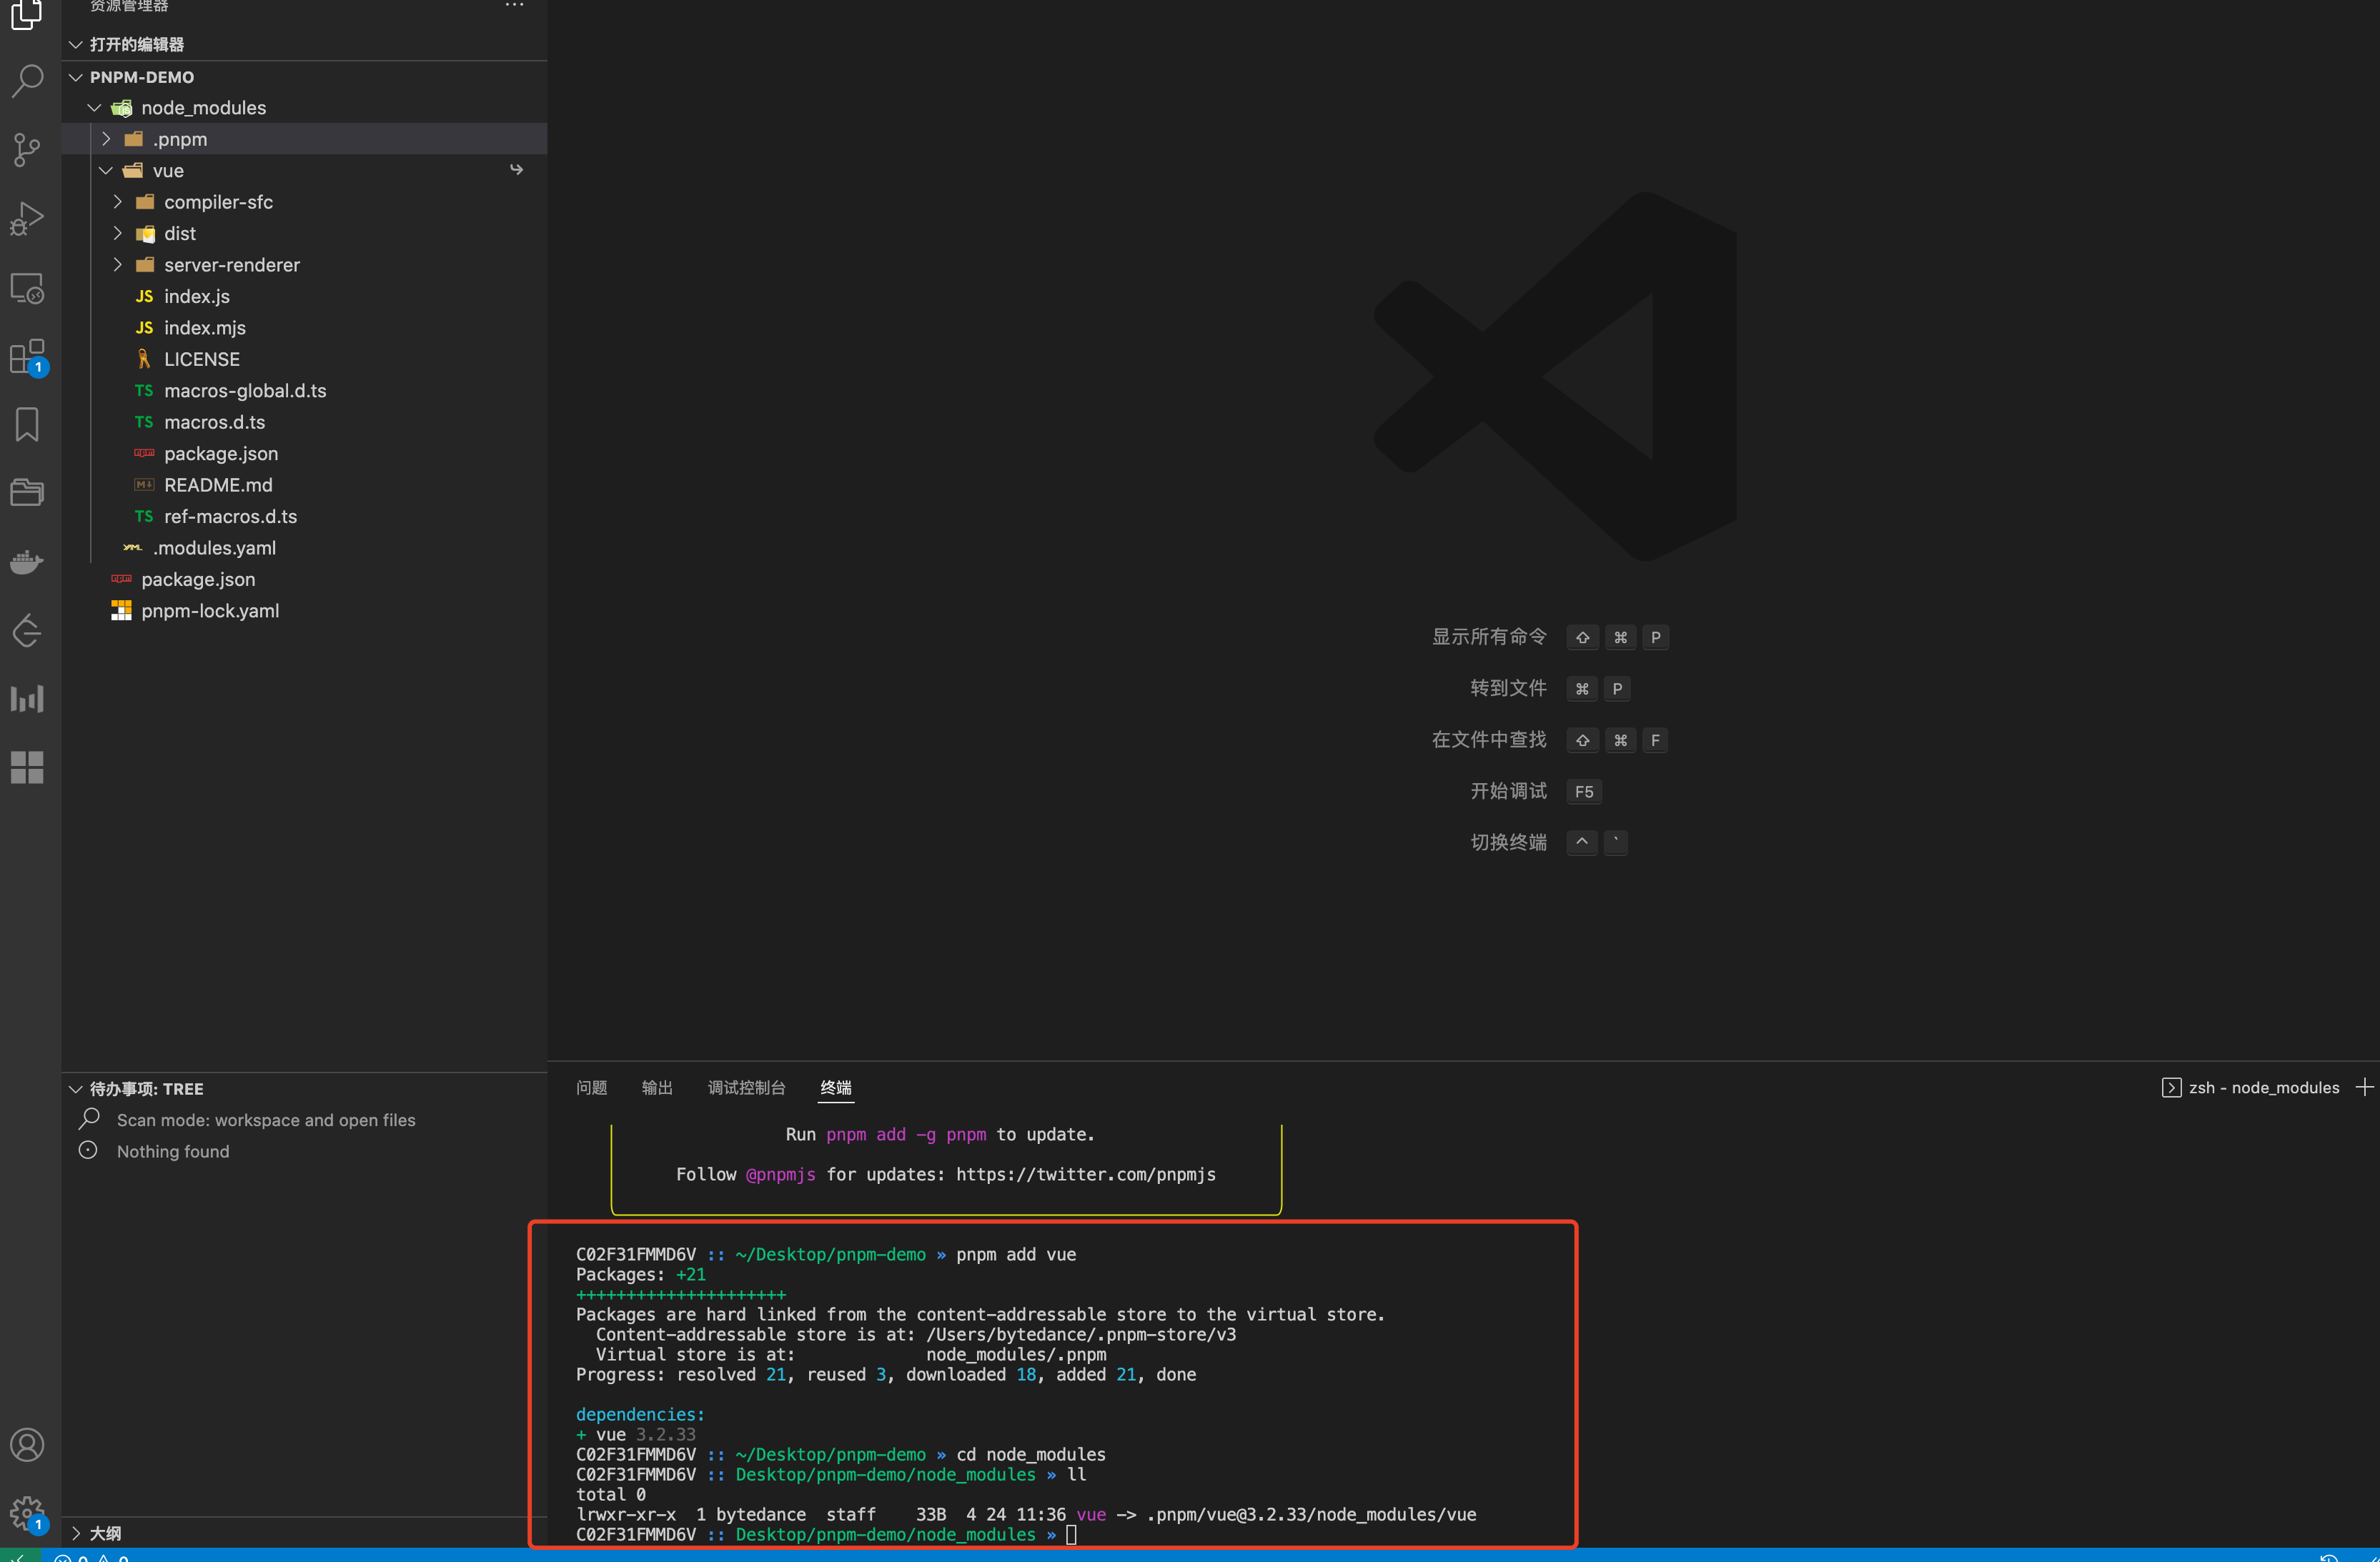 资源管理器
打开的编辑器
PNPM-DEMO
node_modules
.pnpm
vue
compiler-sfc
dist
server-renderer
JS index.js
JS index.mjs
LICENSE
TS macros-global.d.ts
TS macros.d.ts
package.json
README.md
TS ref-macros.d.ts
.modules.yaml
package.json
pnpm-lock.yaml
1
1
待办事项: TREE
Scan mode: workspace and open files
Nothing found
大纲
显示所有命令 ⇧ ⌘ P
转到文件 ⌘ P
在文件中查找 ⇧ ⌘ F
开始调试 F5
切换终端 ^ `
问题 输出 调试控制台 终端
zsh - node_modules
Run pnpm add -g pnpm to update.
Follow @pnpmjs for updates: https://twitter.com/pnpmjs
C02F31FMMD6V :: ~/Desktop/pnpm-demo » pnpm add vue
Packages: +21
+++++++++++++++++++++
Packages are hard linked from the content-addressable store to the virtual store.
Content-addressable store is at: /Users/bytedance/.pnpm-store/v3
Virtual store is at: node_modules/.pnpm
Progress: resolved 21, reused 3, downloaded 18, added 21, done
dependencies:
+ vue 3.2.33
C02F31FMMD6V :: ~/Desktop/pnpm-demo » cd node_modules
C02F31FMMD6V :: Desktop/pnpm-demo/node_modules » ll
total 0
lrwxr-xr-x 1 bytedance staff 33B 4 24 11:36 vue -> .pnpm/vue@3.2.33/node_modules/vue
C02F31FMMD6V :: Desktop/pnpm-demo/node_modules »